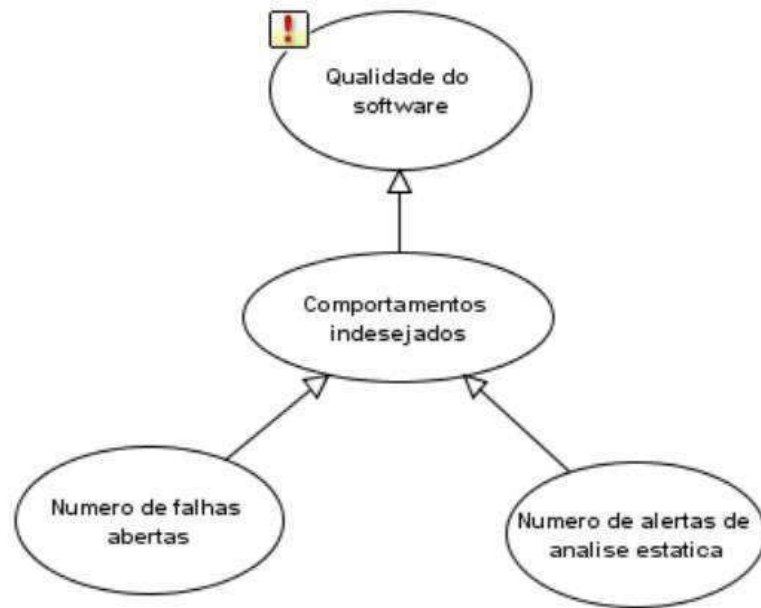 Qualidade do
software
Comportamentos
indesejados
Numero de falhas
abertas
Numero de alertas de
analise estatica